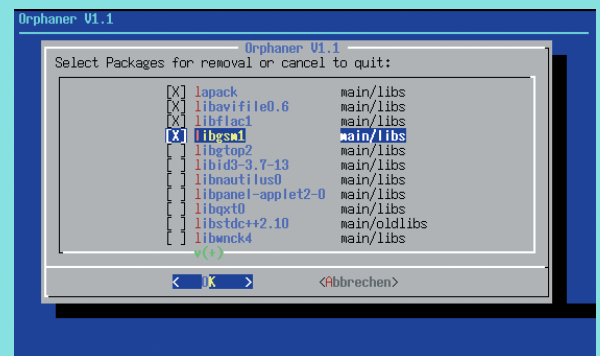 Orphaner V1.1
Orphaner V1.1
Select Packages for removal or cancel to quit:
[X] lapack main/libs
[X] libavifile0.6 main/libs
[X] libflac1 main/libs
[X] libgsm1 main/libs
[ ] libgtop2 main/libs
[ ] libid3-3.7-13 main/libs
[ ] libnautilus0 main/libs
[ ] libpanel-applet2-0 main/libs
[ ] libqxt0 main/libs
[ ] libstdc++2.10 main/oldlibs
[ ] libwnck4 main/libs
v(+)
< OK > <Abbrechen>